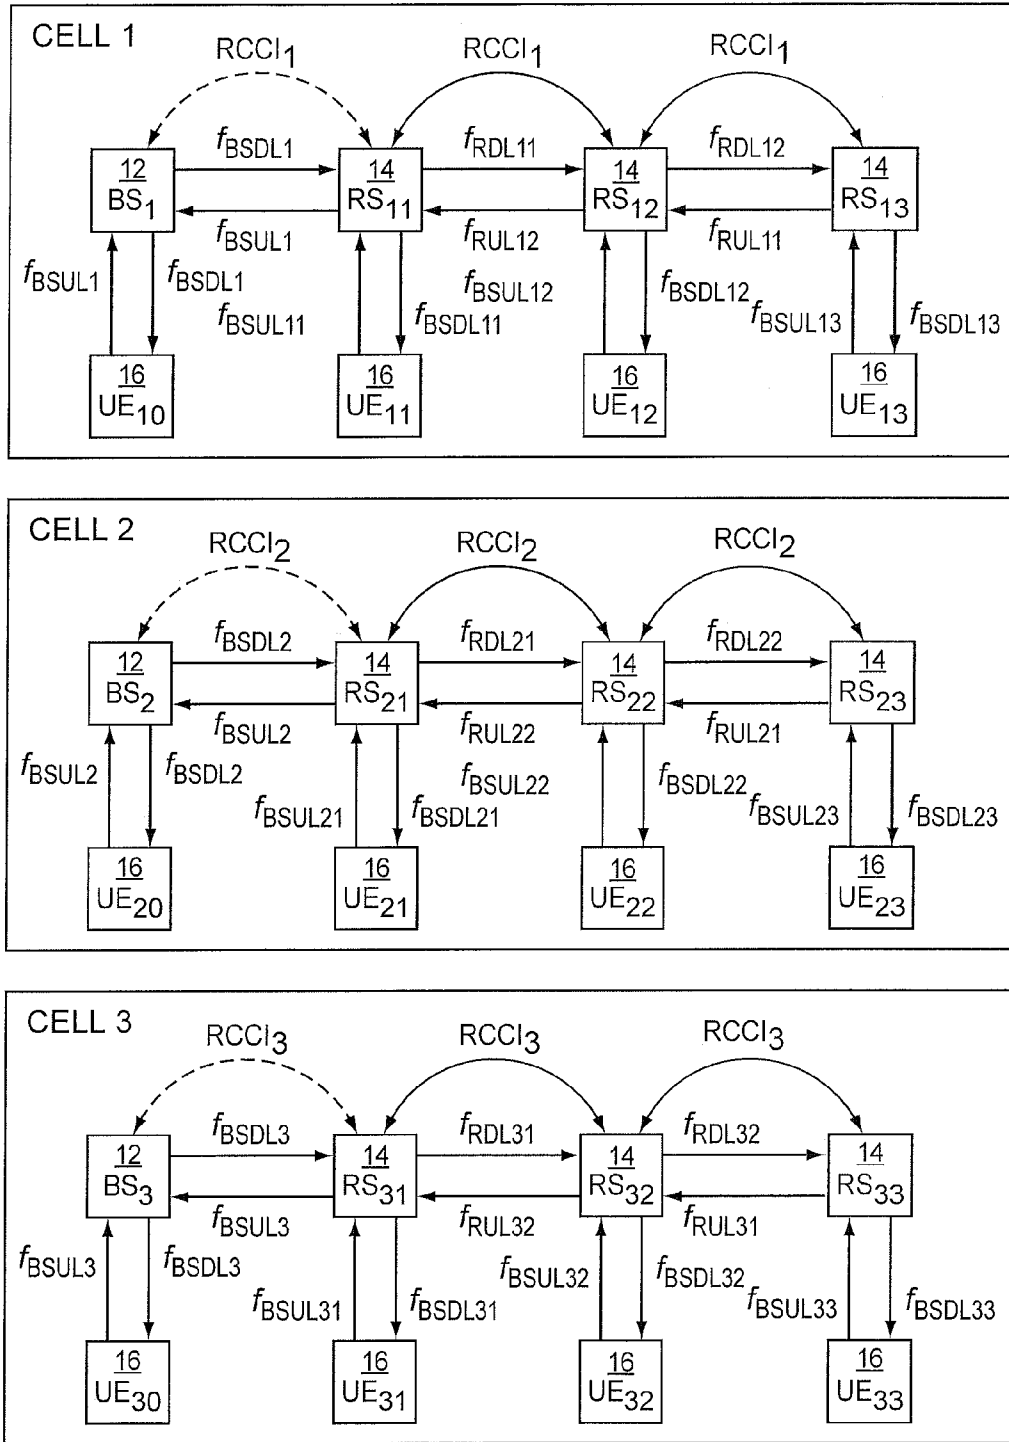 CELL 1
RCCI1 RCCI1 RCCI1
fBSDL1 fRDL11 fRDL12
12 14 14 14
BS1 RS11 RS12 RS13
fBSUL1 fRUL12 fRUL11
fBSUL1 fBSDL1 fBSUL11 fBSDL11 fBSUL12 fBSDL12 fBSUL13 fBSDL13
16 16 16 16
UE10 UE11 UE12 UE13
CELL 2
RCCI2 RCCI2 RCCI2
fBSDL2 fRDL21 fRDL22
12 14 14 14
BS2 RS21 RS22 RS23
fBSUL2 fRUL22 fRUL21
fBSUL2 fBSDL2 fBSUL21 fBSDL21 fBSUL22 fBSDL22 fBSUL23 fBSDL23
16 16 16 16
UE20 UE21 UE22 UE23
CELL 3
RCCI3 RCCI3 RCCI3
fBSDL3 fRDL31 fRDL32
12 14 14 14
BS3 RS31 RS32 RS33
fBSUL3 fRUL32 fRUL31
fBSUL3 fBSDL3 fBSUL31 fBSDL31 fBSUL32 fBSDL32 fBSUL33 fBSDL33
16 16 16 16
UE30 UE31 UE32 UE33